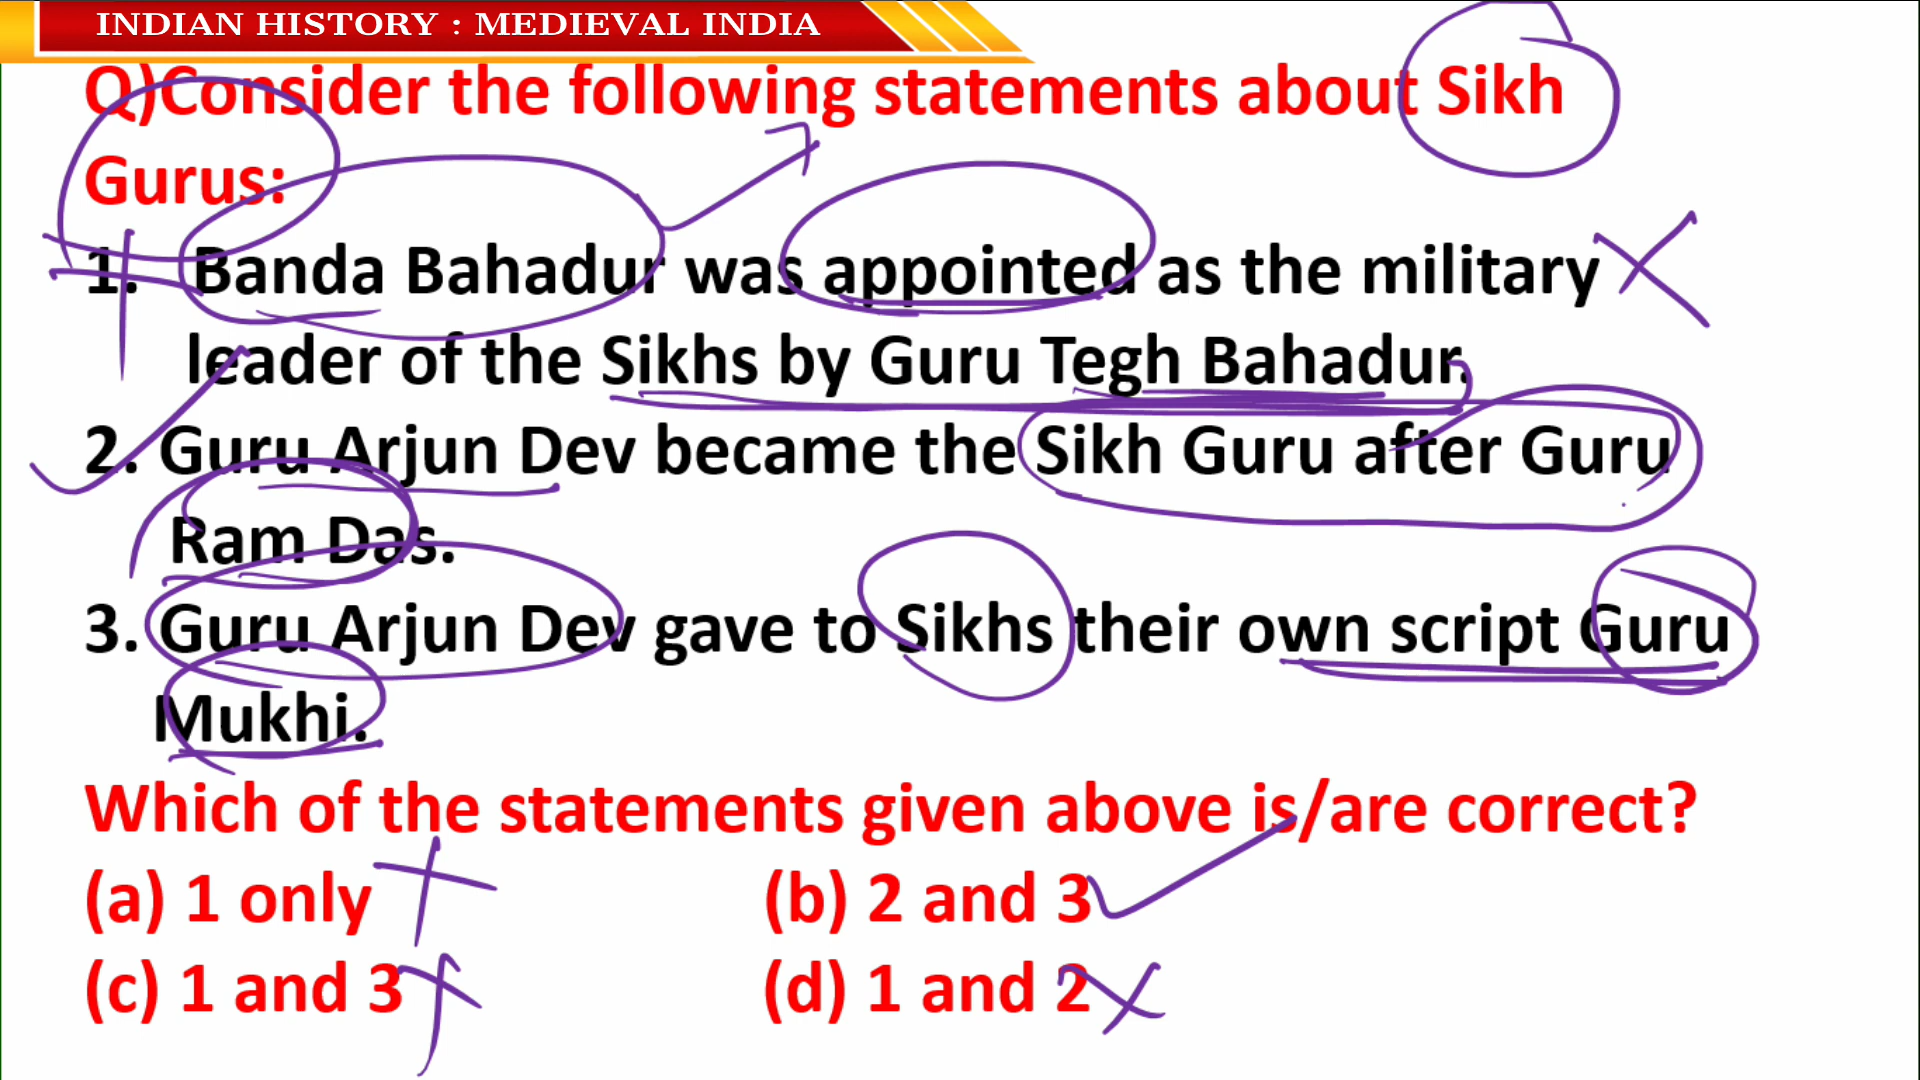 INDIAN HISTORY : MEDIEVAL INDIA
Q)Consider the following statements about Sikh
Gurus:
1. Banda Bahadur was appointed as the military
leader of the Sikhs by Guru Tegh Bahadur.
2. Guru Arjun Dev became the Sikh Guru after Guru
Ram Das.
3. Guru Arjun Dev gave to Sikhs their own script Guru
Mukhi.
Which of the statements given above is/are correct?
(a) 1 only (b) 2 and 3
(c) 1 and 3 (d) 1 and 2